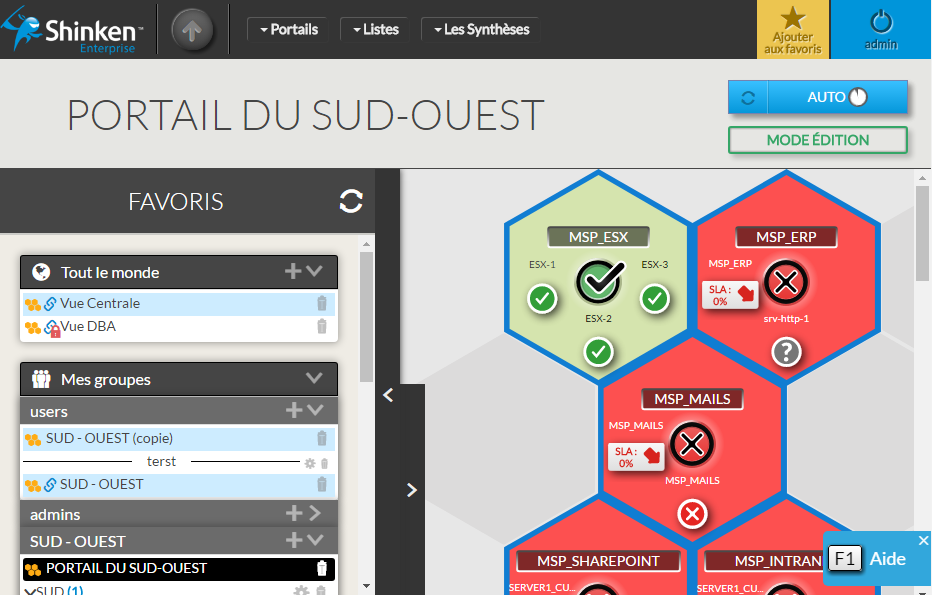 Shinken™
Enterprise
Portails
Listes
Les Synthèses
Ajouter
aux favoris
admin
PORTAIL DU SUD-OUEST
AUTO
MODE ÉDITION
FAVORIS
Tout le monde
Vue Centrale
Vue DBA
Mes groupes
users
SUD - OUEST (copie)
terst
SUD - OUEST
admins
SUD - OUEST
PORTAIL DU SUD-OUEST
SUD (1)
MSP_ESX
ESX-1
ESX-3
ESX-2
MSP_ERP
MSP_ERP
SLA :
0%
srv-http-1
MSP_MAILS
MSP_MAILS
SLA :
0%
MSP_MAILS
MSP_SHAREPOINT
SERVER1_CU...
MSP_INTRAN
SERVER1_CU...
F1 Aide